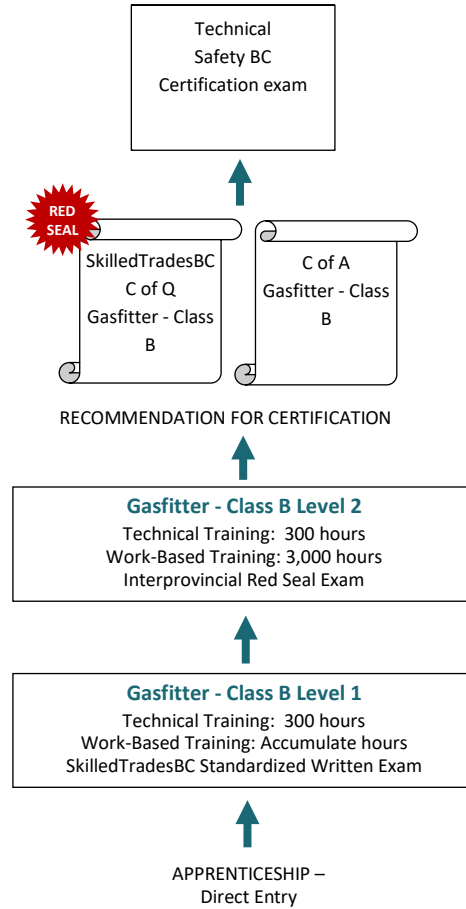 Technical
Safety BC
Certification exam
RED
SEAL
SkilledTradesBC
C of Q
Gasfitter - Class
B
C of A
Gasfitter - Class
B
RECOMMENDATION FOR CERTIFICATION
Gasfitter - Class B Level 2
Technical Training: 300 hours
Work-Based Training: 3,000 hours
Interprovincial Red Seal Exam
Gasfitter - Class B Level 1
Technical Training: 300 hours
Work-Based Training: Accumulate hours
SkilledTradesBC Standardized Written Exam
APPRENTICESHIP –
Direct Entry